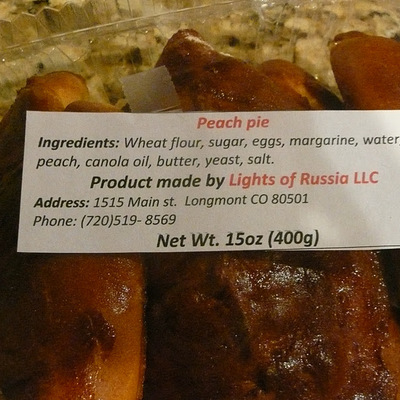 Peach pie
Ingredients: Wheat flour, sugar, eggs, margarine, water,
peach, canola oil, butter, yeast, salt.
Product made by Lights of Russia LLC
Address: 1515 Main st. Longmont CO 80501
Phone: (720)519- 8569
Net Wt. 15oz (400g)